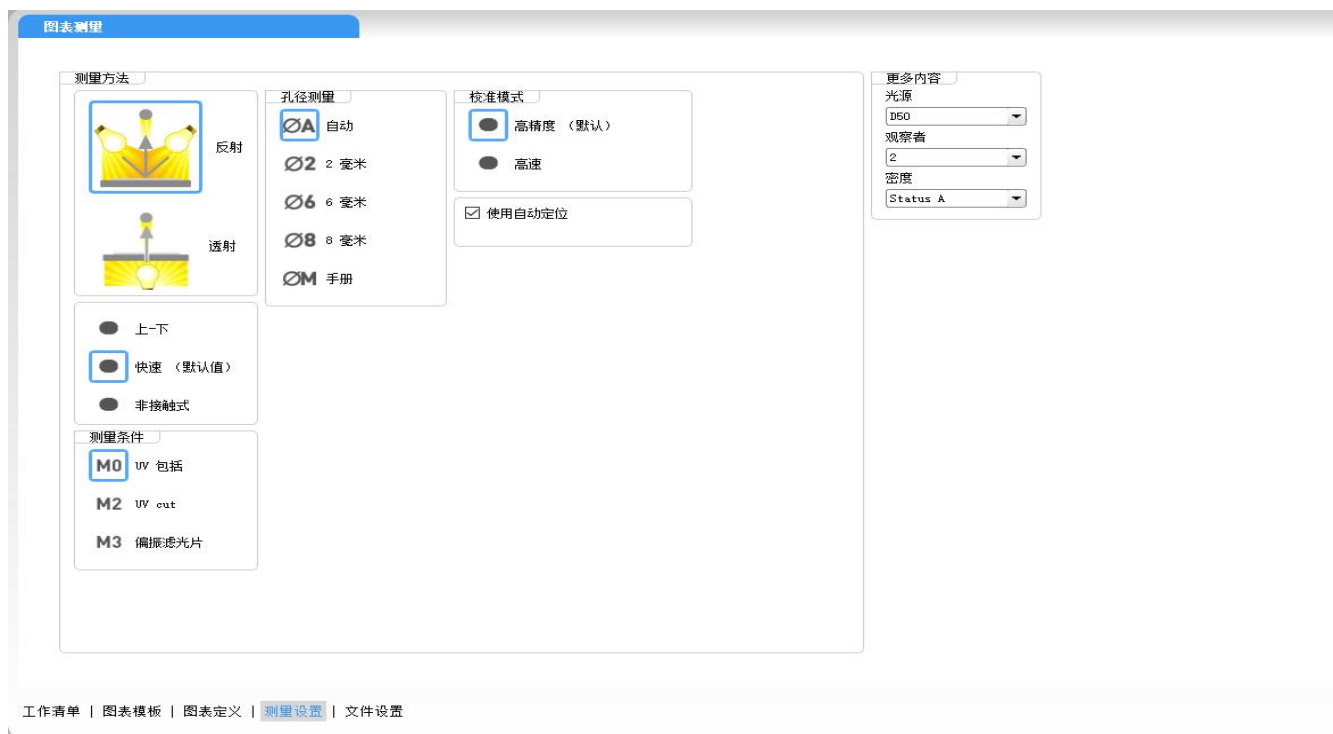 图表测量
测量方法
反射
透射
上-下
快速 （默认值）
非接触式
测量条件
M0 UV 包括
M2 UV cut
M3 偏振滤光片
孔径测量
ØA 自动
Ø2 2 毫米
Ø6 6 毫米
Ø8 8 毫米
ØM 手册
校准模式
高精度 （默认）
高速
使用自动定位
更多内容
光源
D50
观察者
2
密度
Status A
工作清单 | 图表模板 | 图表定义 | 测量设置 | 文件设置